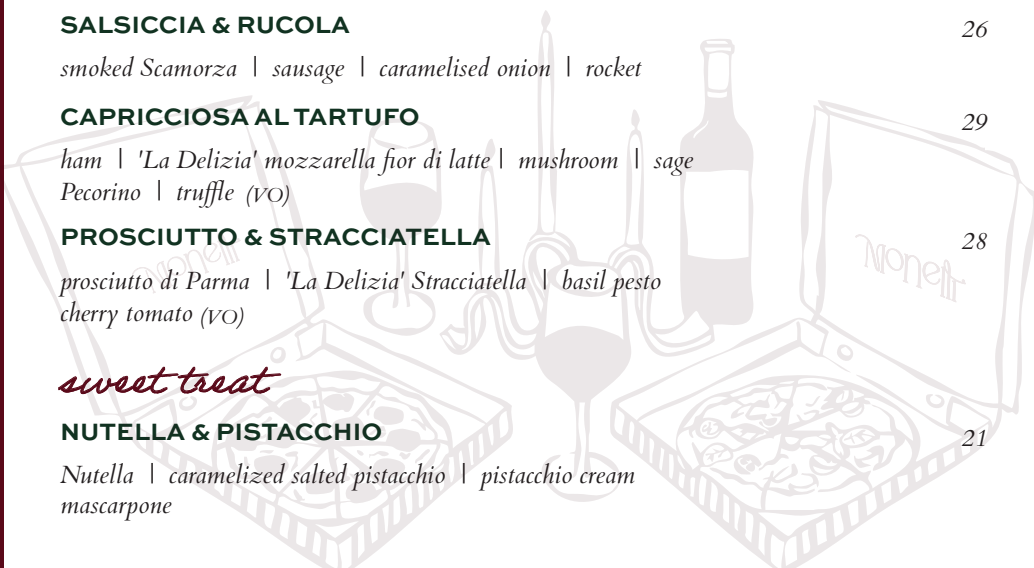 SALSICCIA & RUCOLA 26
smoked Scamorza | sausage | caramelised onion | rocket
CAPRICCIOSA AL TARTUFO 29
ham | 'La Delizia' mozzarella fior di latte | mushroom | sage
Pecorino | truffle (VO)
PROSCIUTTO & STRACCIATELLA 28
prosciutto di Parma | 'La Delizia' Stracciatella | basil pesto
cherry tomato (VO)
sweet treat
NUTELLA & PISTACCHIO 21
Nutella | caramelized salted pistacchio | pistacchio cream
mascarpone